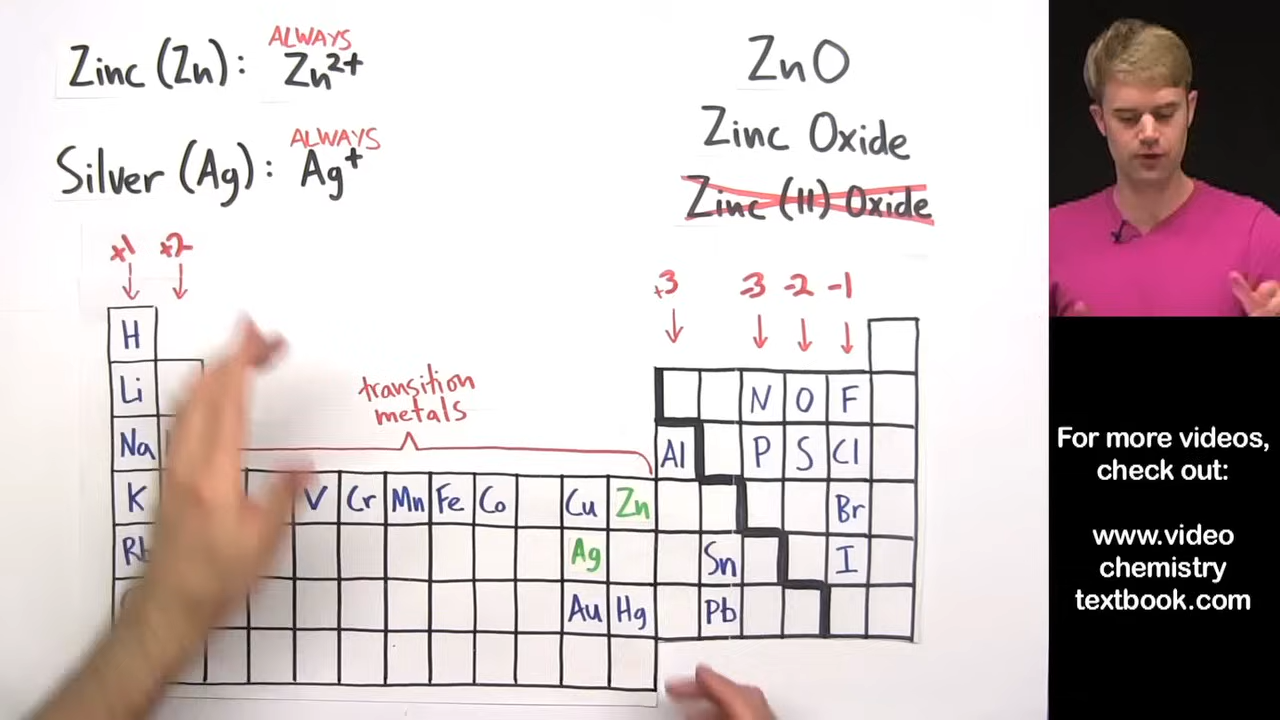 ALWAYS
Zinc (Zn): Zn²⁺
ALWAYS
Silver (Ag): Ag⁺
ZnO
Zinc Oxide
Zinc (II) Oxide
+1 +2
+3 -3 -2 -1
H
Li N O F
transition
metals
Na Al P S Cl
K V Cr Mn Fe Co Cu Zn Br
Rb Ag Sn I
Au Hg Pb
For more videos,
check out:
www.video
chemistry
textbook.com